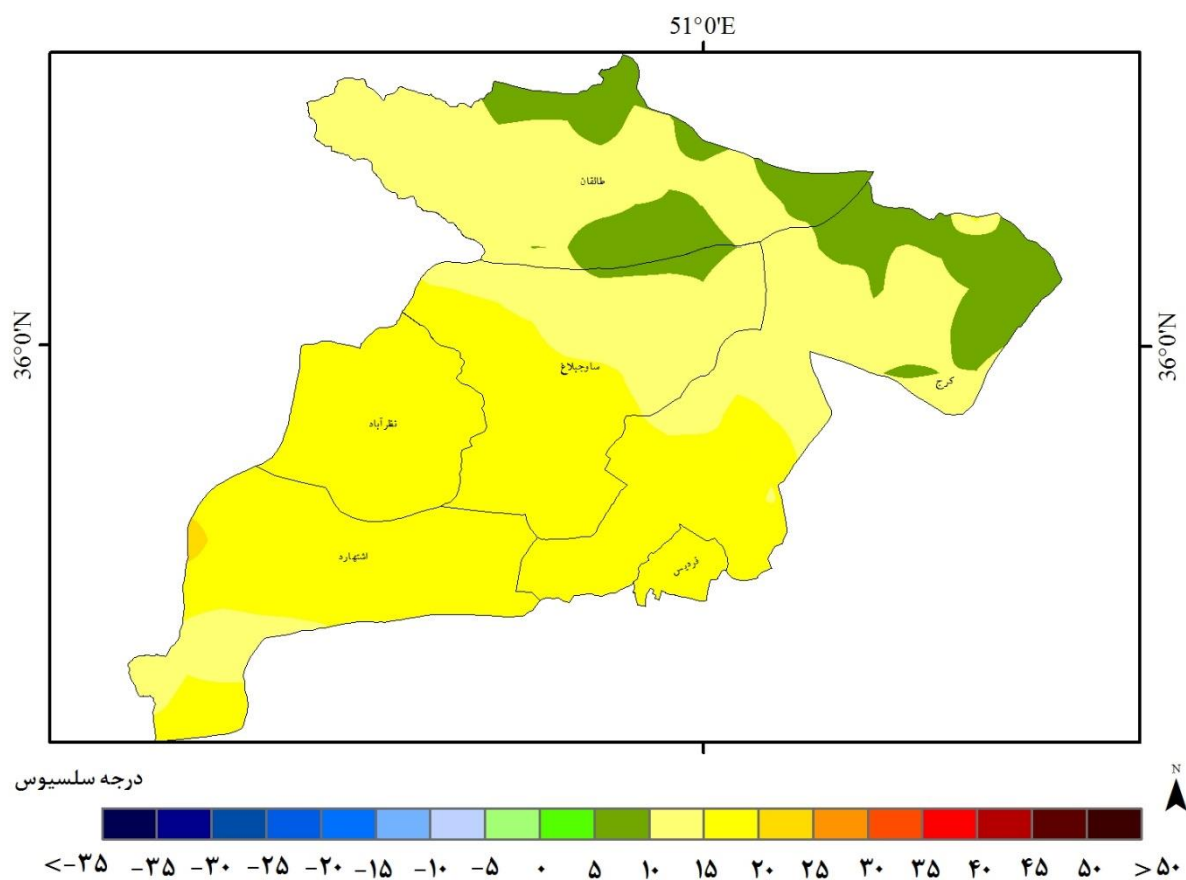 51°0'E
طالقان
36°0'N
36°0'N
ساوجبلاغ
کرج
نظرآباد
اشتهارد
فردیس
درجه سلسیوس
N
<-۳۵ -۳۵ -۳۰ -۲۵ -۲۰ -۱۵ -۱۰ -۵ ۰ ۵ ۱۰ ۱۵ ۲۰ ۲۵ ۳۰ ۳۵ ۴۰ ۴۵ ۵۰ >۵۰